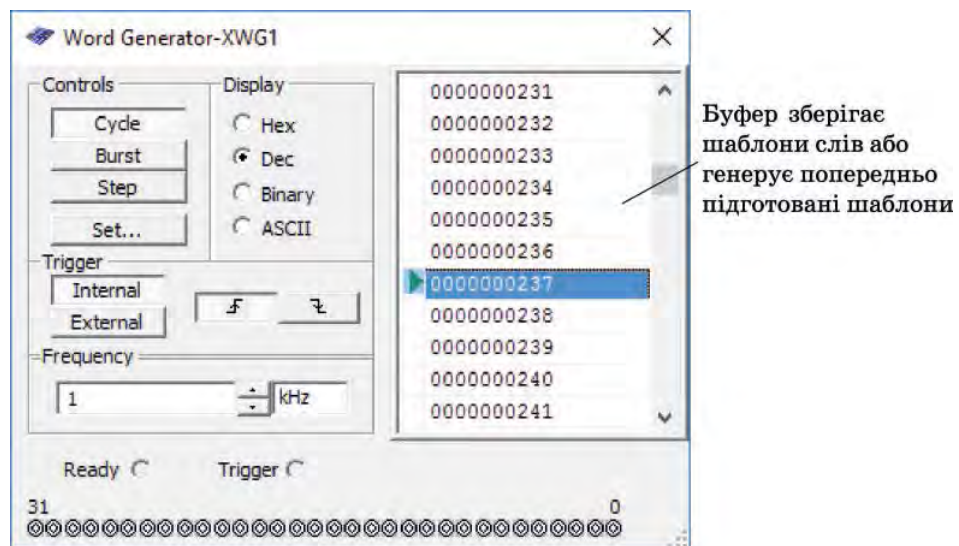 Word Generator-XWG1
Controls
Cycle
Burst
Step
Set...
Display
Hex
Dec
Binary
ASCII
Trigger
Internal
External
Frequency
1
kHz
Ready
Trigger
31
0
0000000231
0000000232
0000000233
0000000234
0000000235
0000000236
0000000237
0000000238
0000000239
0000000240
0000000241
Буфер зберігає
шаблони слів або
генерує попередньо
підготовані шаблони